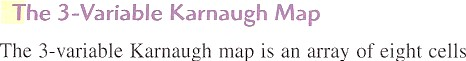 The 3-Variable Karnaugh Map
The 3-variable Karnaugh map is an array of eight cells